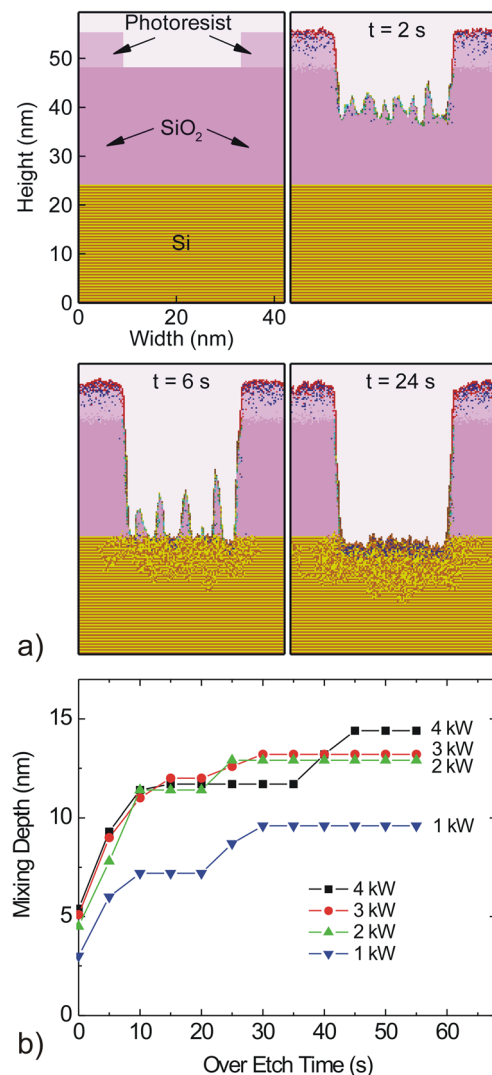 Photoresist
t = 2 s
SiO2
Si
Height (nm)
50
40
30
20
10
0
0
20
40
Width (nm)
t = 6 s
t = 24 s
a)
15
10
5
0
Mixing Depth (nm)
4 kW
3 kW
2 kW
1 kW
4 kW
3 kW
2 kW
1 kW
0 10 20 30 40 50 60
Over Etch Time (s)
b)